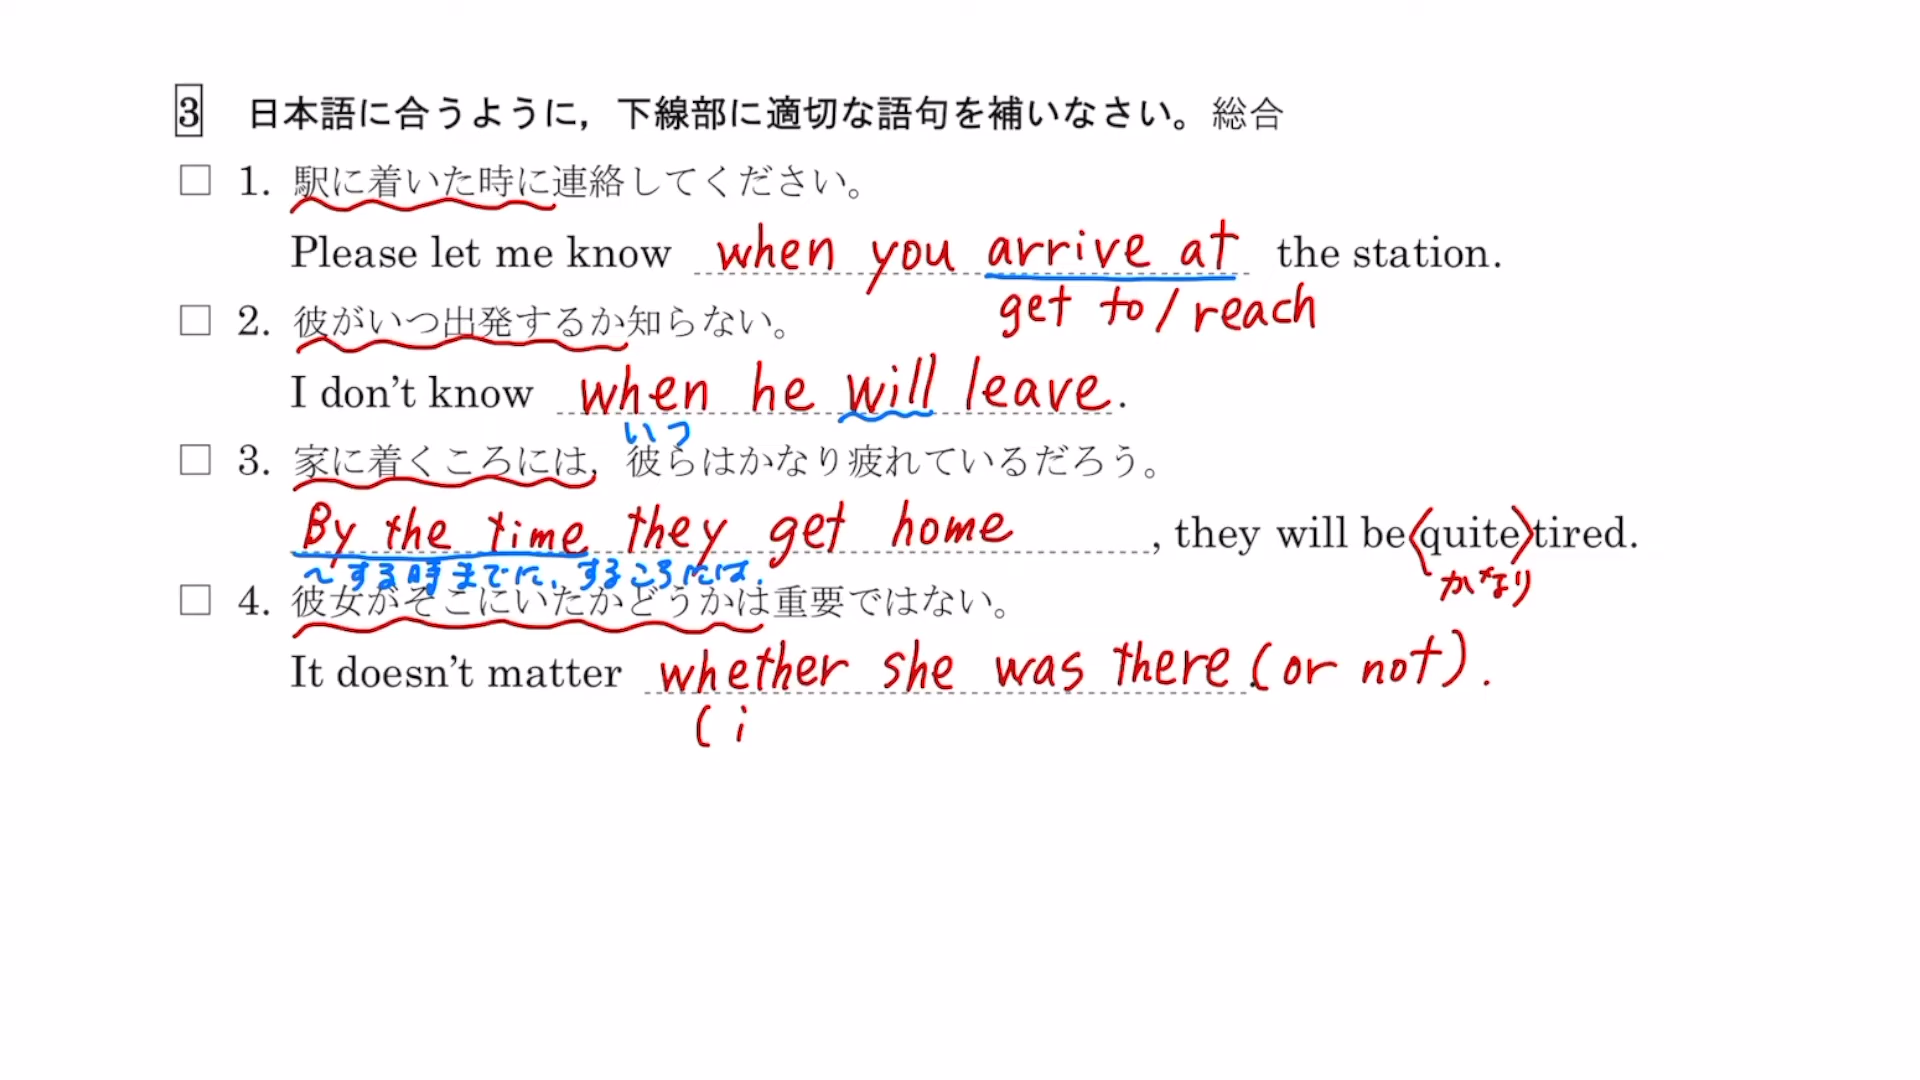 3 日本語に合うように，下線部に適切な語句を補いなさい。総合
□ 1. 駅に着いた時に連絡してください。
Please let me know when you arrive at the station.
get to / reach
□ 2. 彼がいつ出発するか知らない。
I don't know when he will leave.
いつ
□ 3. 家に着くころには，彼らはかなり疲れているだろう。
By the time they get home, they will be〈quite〉tired.
〜する時までに、するころには、
かなり
□ 4. 彼女がそこにいたかどうかは重要ではない。
It doesn't matter whether she was there (or not).
( i